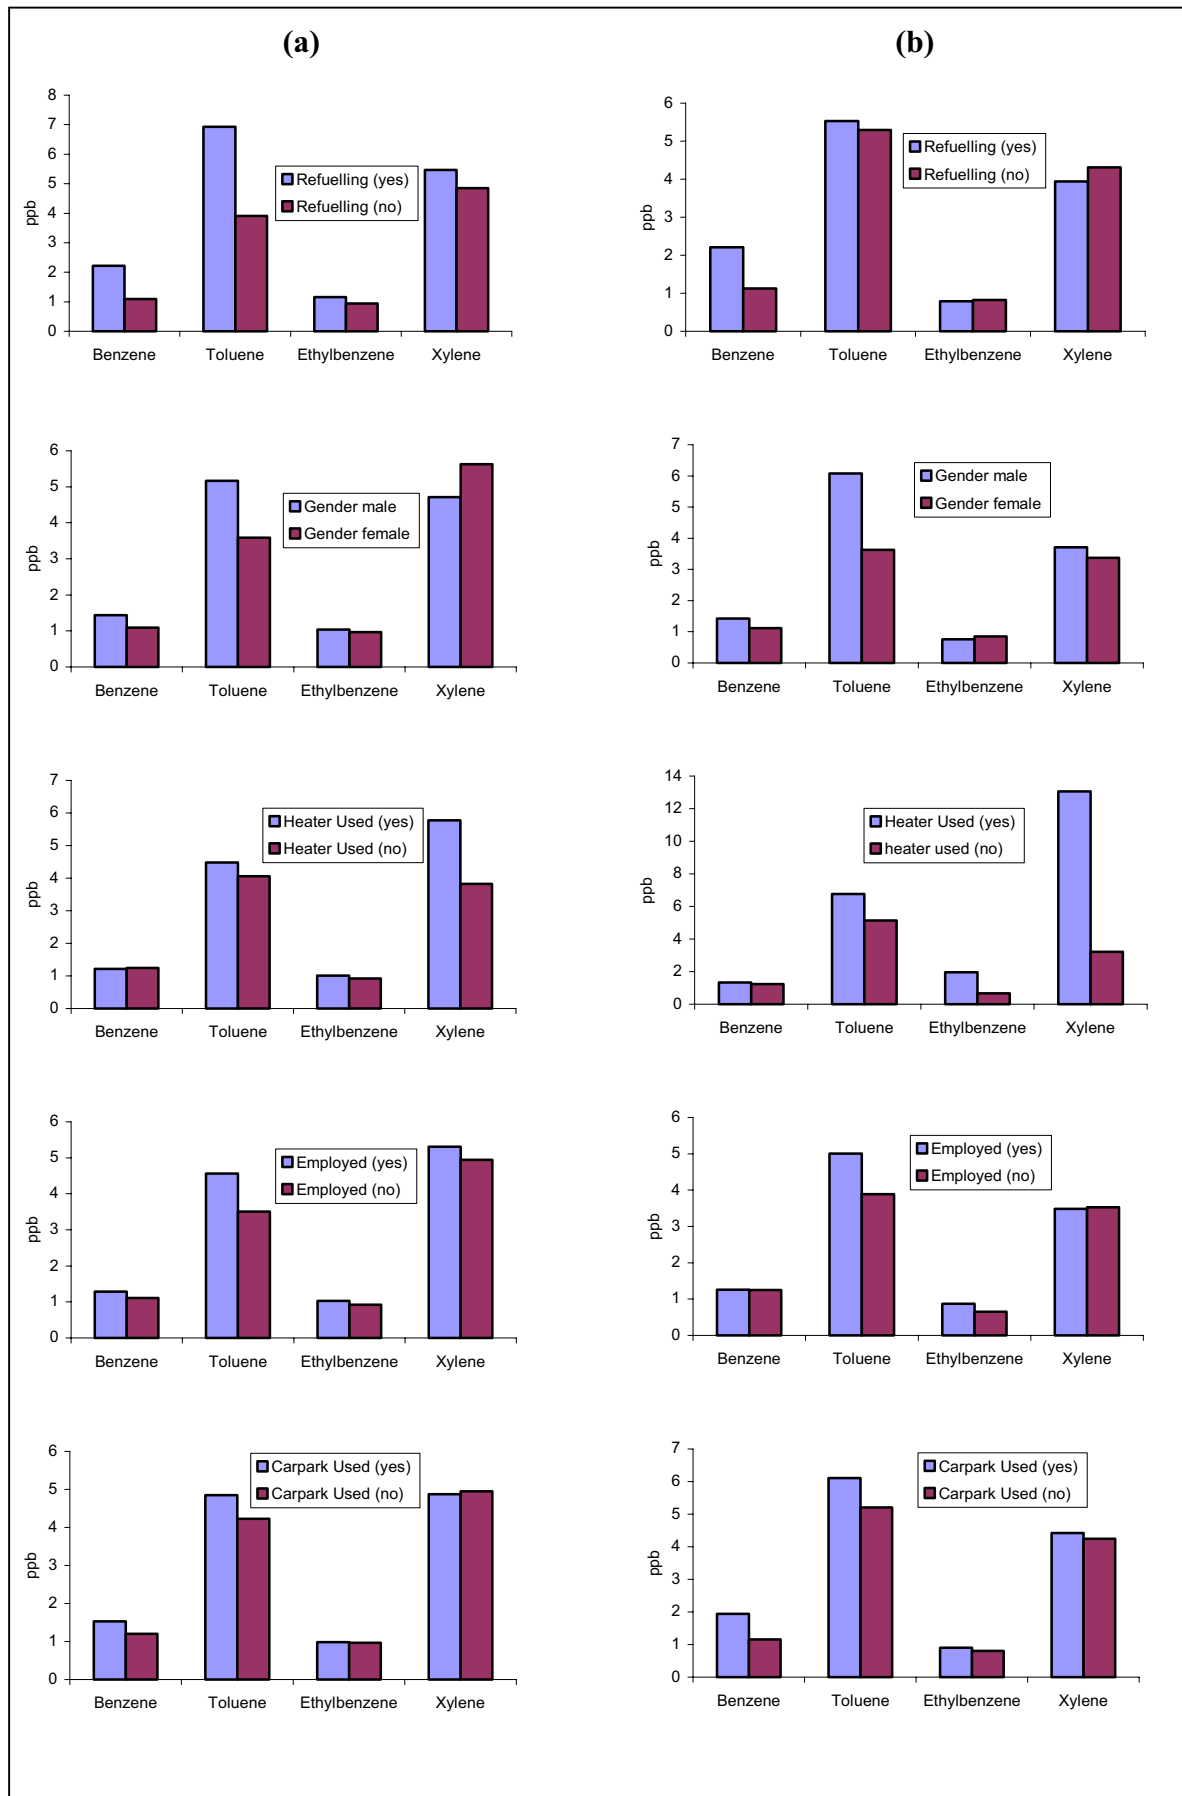 (a)
(b)
8
7
6
5
4
3
2
1
0
ppb
Refuelling (yes)
Refuelling (no)
Benzene Toluene Ethylbenzene Xylene
6
5
4
3
2
1
0
ppb
Refuelling (yes)
Refuelling (no)
Benzene Toluene Ethylbenzene Xylene
6
5
4
3
2
1
0
ppb
Gender male
Gender female
Benzene Toluene Ethylbenzene Xylene
7
6
5
4
3
2
1
0
ppb
Gender male
Gender female
Benzene Toluene Ethylbenzene Xylene
7
6
5
4
3
2
1
0
ppb
Heater Used (yes)
Heater Used (no)
Benzene Toluene Ethylbenzene Xylene
14
12
10
8
6
4
2
0
ppb
Heater Used (yes)
heater used (no)
Benzene Toluene Ethylbenzene Xylene
6
5
4
3
2
1
0
ppb
Employed (yes)
Employed (no)
Benzene Toluene Ethylbenzene Xylene
6
5
4
3
2
1
0
ppb
Employed (yes)
Employed (no)
Benzene Toluene Ethylbenzene Xylene
6
5
4
3
2
1
0
ppb
Carpark Used (yes)
Carpark Used (no)
Benzene Toluene Ethylbenzene Xylene
7
6
5
4
3
2
1
0
ppb
Carpark Used (yes)
Carpark Used (no)
Benzene Toluene Ethylbenzene Xylene